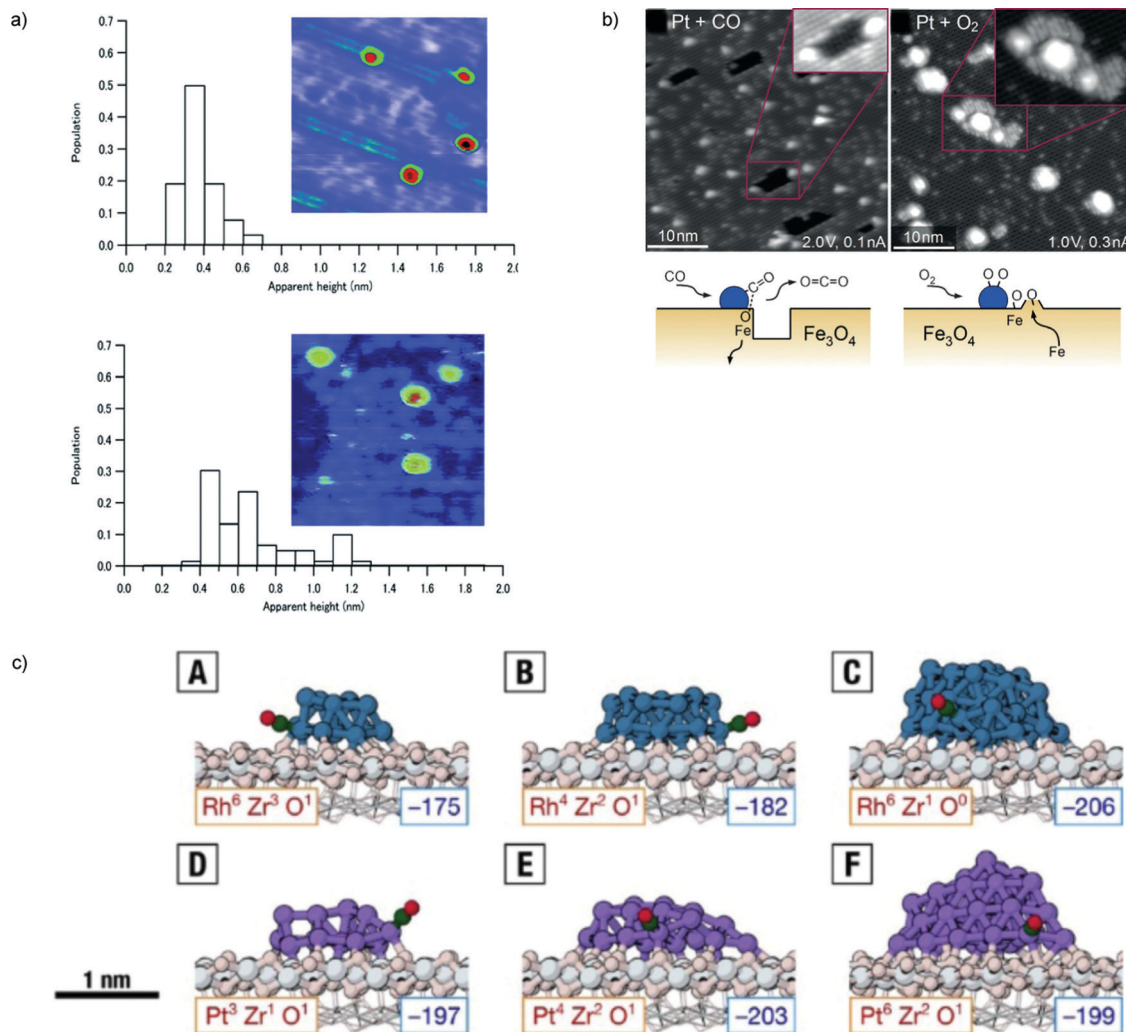 a)
0.7
0.6
0.5
0.4
0.3
0.2
0.1
0.0
Population
0.0 0.2 0.4 0.6 0.8 1.0 1.2 1.4 1.6 1.8 2.0
Apparent height (nm)
0.7
0.6
0.5
0.4
0.3
0.2
0.1
0.0
Population
0.0 0.2 0.4 0.6 0.8 1.0 1.2 1.4 1.6 1.8 2.0
Apparent height (nm)
b)
Pt + CO
10nm
2.0V, 0.1nA
Pt + O2
10nm
1.0V, 0.3nA
CO
C=O
O
Fe
O=C=O
Fe3O4
O2
O O
O
Fe
O
Fe
Fe3O4
c)
A
Rh⁶ Zr³ O¹
−175
B
Rh⁴ Zr² O¹
−182
C
Rh⁶ Zr¹ O⁰
−206
D
Pt³ Zr¹ O¹
−197
E
Pt⁴ Zr² O¹
−203
F
Pt⁶ Zr² O¹
−199
1 nm